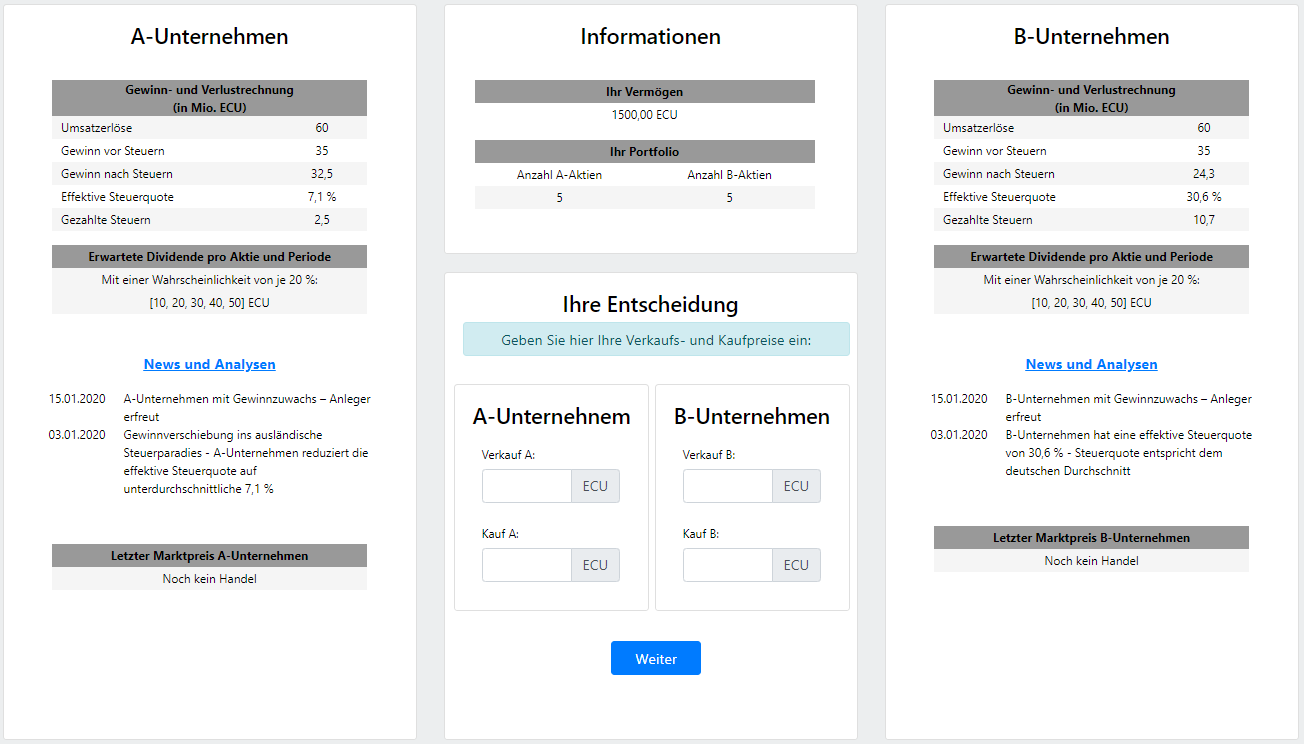 A-Unternehmen
Gewinn- und Verlustrechnung
(in Mio. ECU)
Umsatzerlöse 60
Gewinn vor Steuern 35
Gewinn nach Steuern 32,5
Effektive Steuerquote 7,1 %
Gezahlte Steuern 2,5
Erwartete Dividende pro Aktie und Periode
Mit einer Wahrscheinlichkeit von je 20 %:
[10, 20, 30, 40, 50] ECU
News und Analysen
15.01.2020 A-Unternehmen mit Gewinnzuwachs – Anleger
erfreut
03.01.2020 Gewinnverschiebung ins ausländische
Steuerparadies - A-Unternehmen reduziert die
effektive Steuerquote auf
unterdurchschnittliche 7,1 %
Letzter Marktpreis A-Unternehmen
Noch kein Handel
Informationen
Ihr Vermögen
1500,00 ECU
Ihr Portfolio
Anzahl A-Aktien Anzahl B-Aktien
5 5
Ihre Entscheidung
Geben Sie hier Ihre Verkaufs- und Kaufpreise ein:
A-Unternehnem
Verkauf A:
ECU
Kauf A:
ECU
B-Unternehmen
Verkauf B:
ECU
Kauf B:
ECU
Weiter
B-Unternehmen
Gewinn- und Verlustrechnung
(in Mio. ECU)
Umsatzerlöse 60
Gewinn vor Steuern 35
Gewinn nach Steuern 24,3
Effektive Steuerquote 30,6 %
Gezahlte Steuern 10,7
Erwartete Dividende pro Aktie und Periode
Mit einer Wahrscheinlichkeit von je 20 %:
[10, 20, 30, 40, 50] ECU
News und Analysen
15.01.2020 B-Unternehmen mit Gewinnzuwachs – Anleger
erfreut
03.01.2020 B-Unternehmen hat eine effektive Steuerquote
von 30,6 % - Steuerquote entspricht dem
deutschen Durchschnitt
Letzter Marktpreis B-Unternehmen
Noch kein Handel